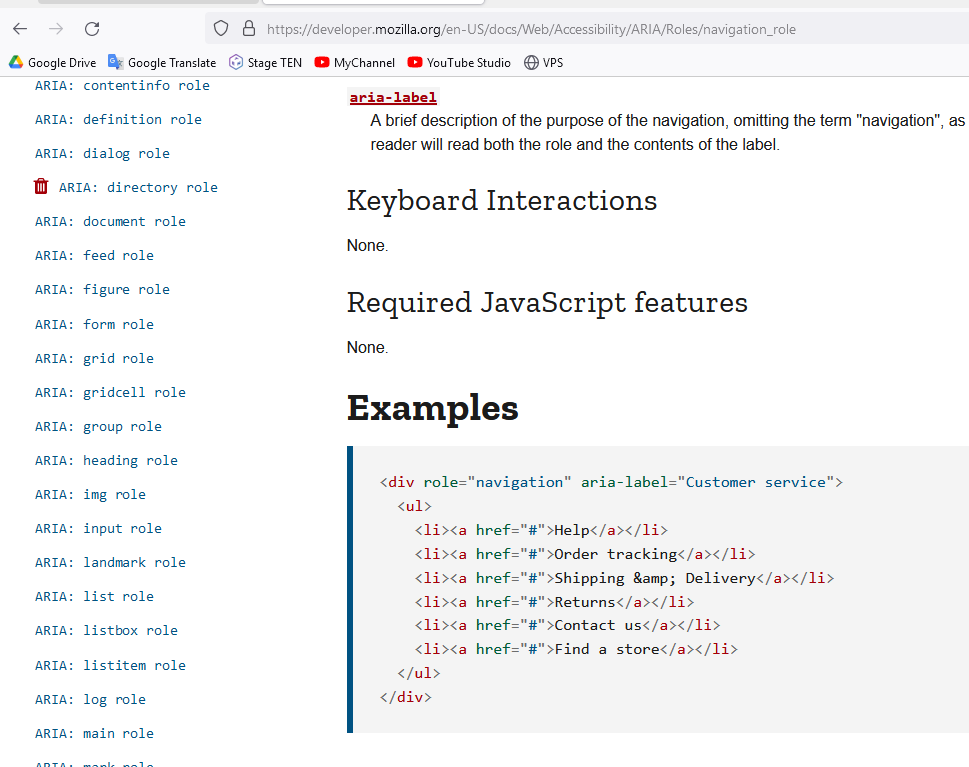 https://developer.mozilla.org/en-US/docs/Web/Accessibility/ARIA/Roles/navigation_role
Google Drive Google Translate Stage TEN MyChannel YouTube Studio VPS
ARIA: contentinfo role
ARIA: definition role
ARIA: dialog role
ARIA: directory role
ARIA: document role
ARIA: feed role
ARIA: figure role
ARIA: form role
ARIA: grid role
ARIA: gridcell role
ARIA: group role
ARIA: heading role
ARIA: img role
ARIA: input role
ARIA: landmark role
ARIA: list role
ARIA: listbox role
ARIA: listitem role
ARIA: log role
ARIA: main role
ARIA: mark role
aria-label
A brief description of the purpose of the navigation, omitting the term "navigation", as
reader will read both the role and the contents of the label.
Keyboard Interactions
None.
Required JavaScript features
None.
Examples
<div role="navigation" aria-label="Customer service">
<ul>
<li><a href="#">Help</a></li>
<li><a href="#">Order tracking</a></li>
<li><a href="#">Shipping &amp; Delivery</a></li>
<li><a href="#">Returns</a></li>
<li><a href="#">Contact us</a></li>
<li><a href="#">Find a store</a></li>
</ul>
</div>